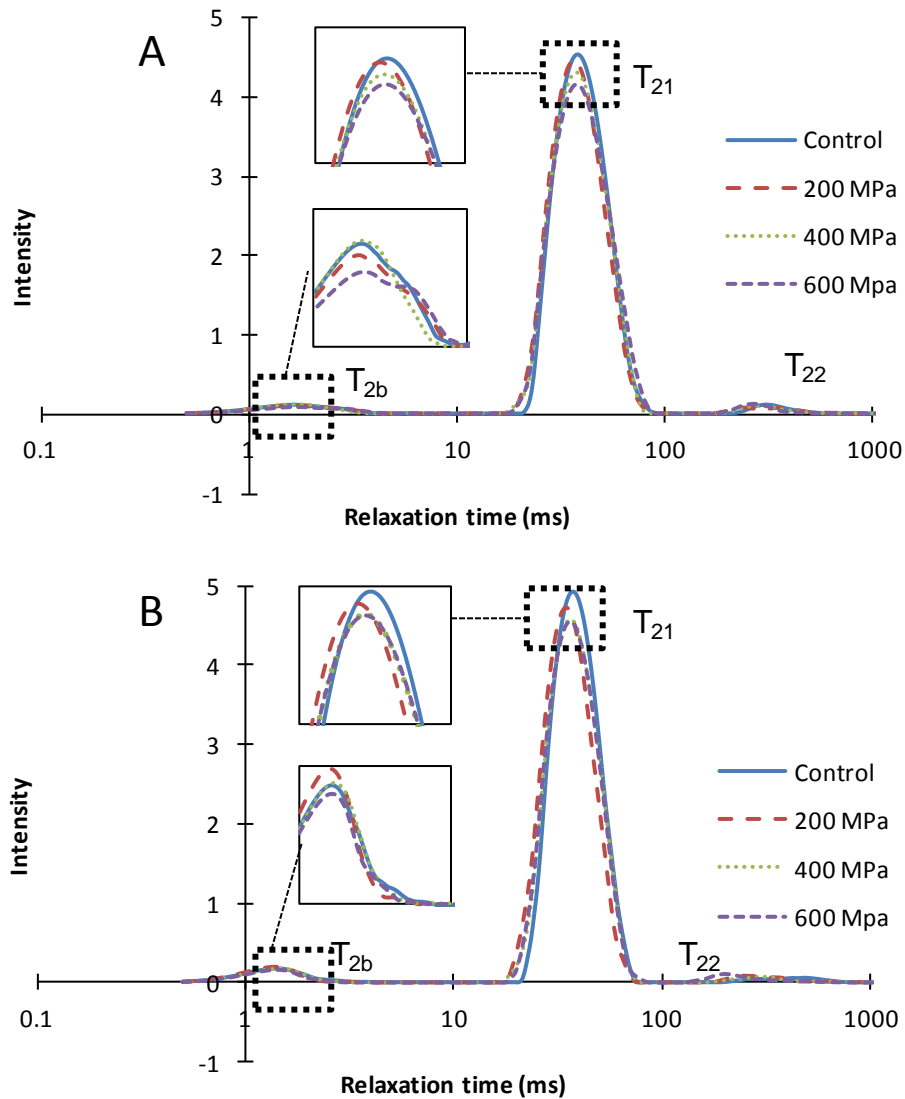 A
5
4
3
2
1
0
-1
Intensity
T21
T2b
T22
Control
200 MPa
400 MPa
600 Mpa
0.1
1
10
100
1000
Relaxation time (ms)
B
5
4
3
2
1
0
-1
Intensity
T21
T2b
T22
Control
200 MPa
400 MPa
600 Mpa
0.1
1
10
100
1000
Relaxation time (ms)